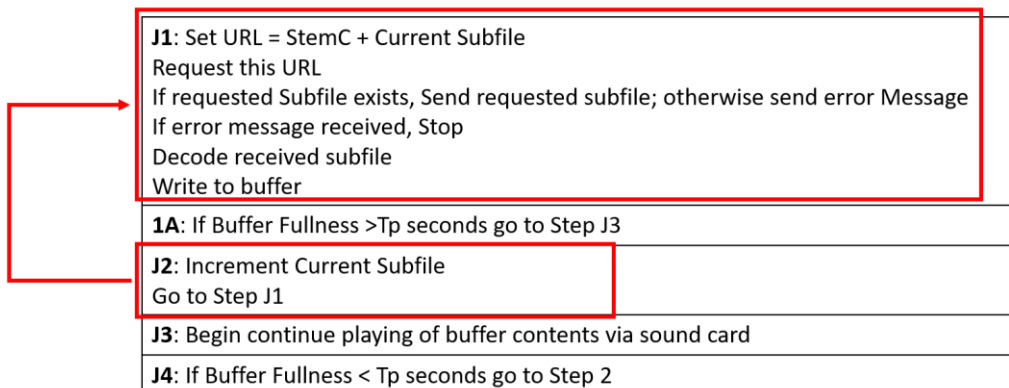 J1: Set URL = StemC + Current Subfile
Request this URL
If requested Subfile exists, Send requested subfile; otherwise send error Message
If error message received, Stop
Decode received subfile
Write to buffer
1A: If Buffer Fullness >Tp seconds go to Step J3
J2: Increment Current Subfile
Go to Step J1
J3: Begin continue playing of buffer contents via sound card
J4: If Buffer Fullness < Tp seconds go to Step 2